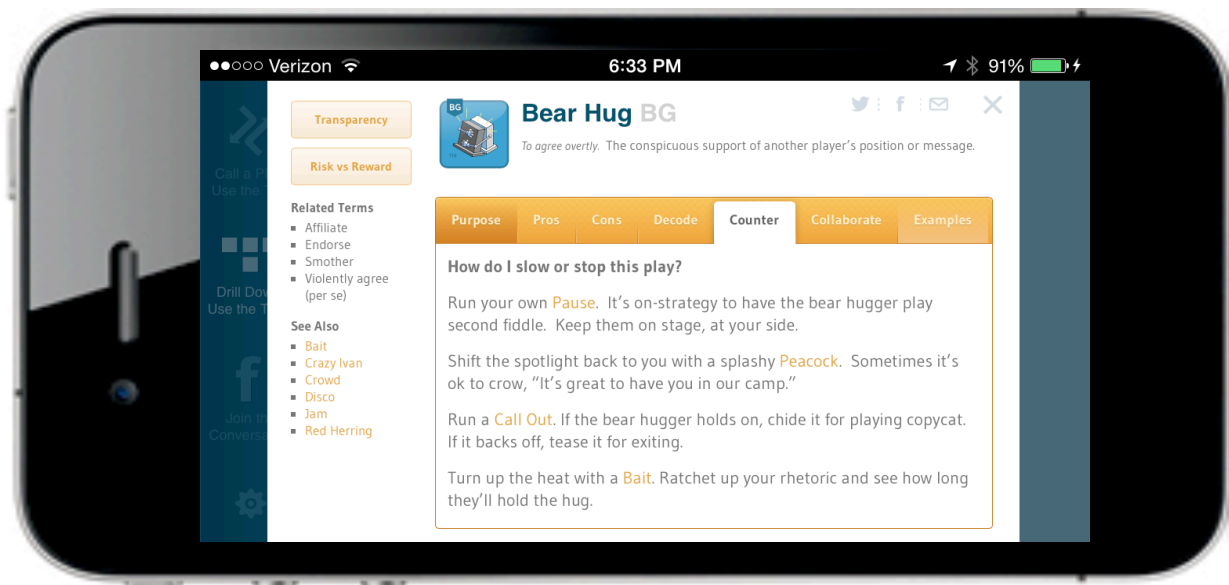 Verizon 6:33 PM 91%
Call a P
Use the T
Drill Dov
Use the T
Join th
Conversa
Transparency
Risk vs Reward
Related Terms
Affiliate
Endorse
Smother
Violently agree
(per se)
See Also
Bait
Crazy Ivan
Crowd
Disco
Jam
Red Herring
BG
Bear Hug BG
To agree overtly. The conspicuous support of another player’s position or message.
Purpose Pros Cons Decode Counter Collaborate Examples
How do I slow or stop this play?
Run your own Pause. It’s on-strategy to have the bear hugger play
second fiddle. Keep them on stage, at your side.
Shift the spotlight back to you with a splashy Peacock. Sometimes it’s
ok to crow, “It’s great to have you in our camp.”
Run a Call Out. If the bear hugger holds on, chide it for playing copycat.
If it backs off, tease it for exiting.
Turn up the heat with a Bait. Ratchet up your rhetoric and see how long
they’ll hold the hug.